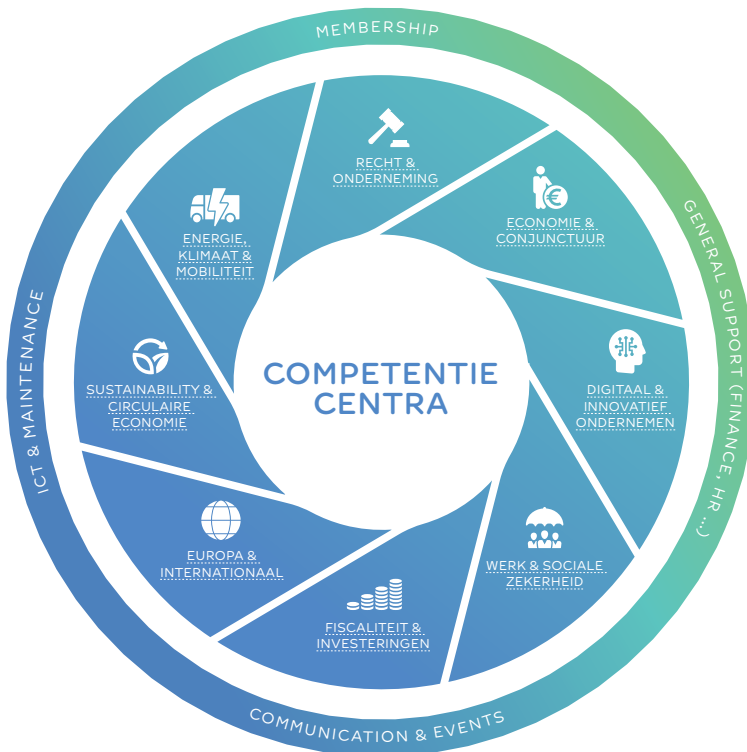 MEMBERSHIP
RECHT &
ONDERNEMING
ECONOMIE &
CONJUNCTUUR
DIGITAAL &
INNOVATIEF
ONDERNEMEN
WERK & SOCIALE
ZEKERHEID
FISCALITEIT &
INVESTERINGEN
EUROPA &
INTERNATIONAAL
SUSTAINABILITY &
CIRCULAIRE
ECONOMIE
ENERGIE,
KLIMAAT &
MOBILITEIT
COMPETENTIE
CENTRA
GENERAL SUPPORT (FINANCE, HR ...)
COMMUNICATION & EVENTS
ICT & MAINTENANCE